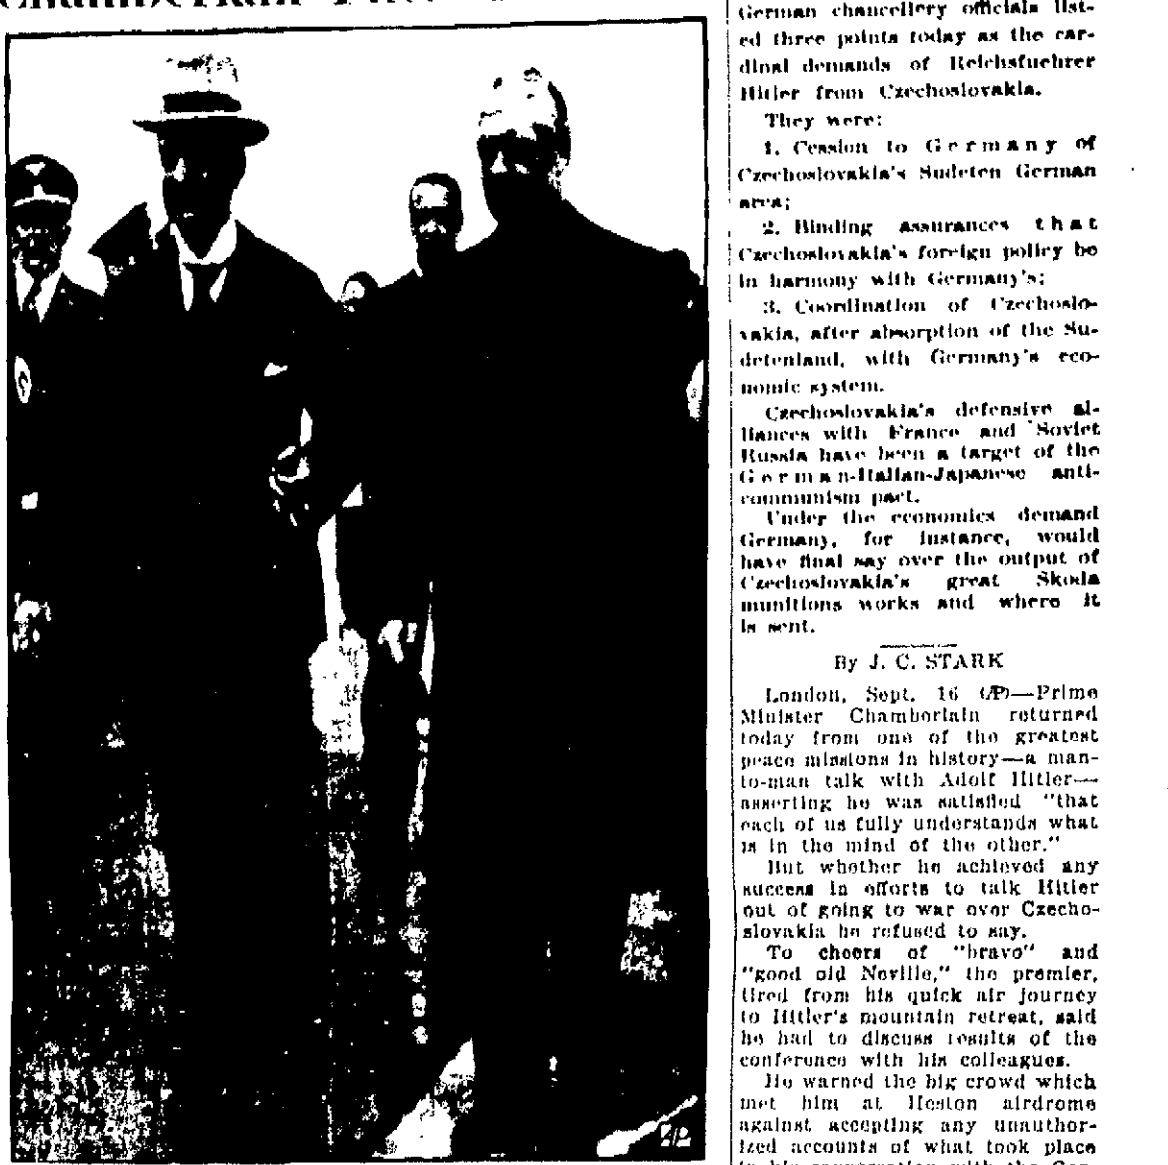 German chancellery officials list-
ed three points today as the car-
dinal demands of Reichsfuehrer
Hitler from Czechoslovakia.
They were:
1. Cession to Germany of
Czechoslovakia's Sudeten German
area;
2. Binding assurances that
Czechoslovakia's foreign policy be
in harmony with Germany's;
3. Coordination of Czechoslo-
vakia, after absorption of the Su-
detenland, with Germany's eco-
nomic system.
Czechoslovakia's defensive al-
liances with France and Soviet
Russia have been a target of the
German-Italian-Japanese anti-
communism pact.
Under the economics demand
Germany, for instance, would
have final say over the output of
Czechoslovakia's great Skoda
munitions works and where it
is sent.
By J. C. STARK
London, Sept. 16 (AP)—Prime
Minister Chamberlain returned
today from one of the greatest
peace missions in history—a man-
to-man talk with Adolf Hitler—
asserting he was satisfied "that
each of us fully understands what
is in the mind of the other."
But whether he achieved any
success in efforts to talk Hitler
out of going to war over Czecho-
slovakia he refused to say.
To cheers of "bravo" and
"good old Neville," the premier,
tired from his quick air journey
to Hitler's mountain retreat, said
he had to discuss results of the
conference with his colleagues.
He warned the big crowd which
met him at Heston airdrome
against accepting any unauthor-
ized accounts of what took place